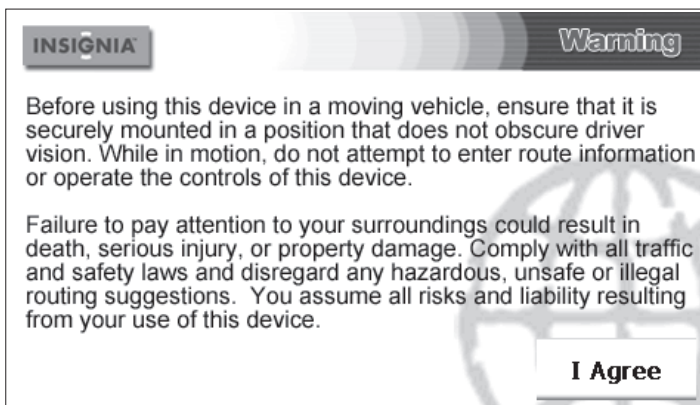 INSIGNIA™
Warning
Before using this device in a moving vehicle, ensure that it is
securely mounted in a position that does not obscure driver
vision. While in motion, do not attempt to enter route information
or operate the controls of this device.
Failure to pay attention to your surroundings could result in
death, serious injury, or property damage. Comply with all traffic
and safety laws and disregard any hazardous, unsafe or illegal
routing suggestions.  You assume all risks and liability resulting
from your use of this device.
I Agree